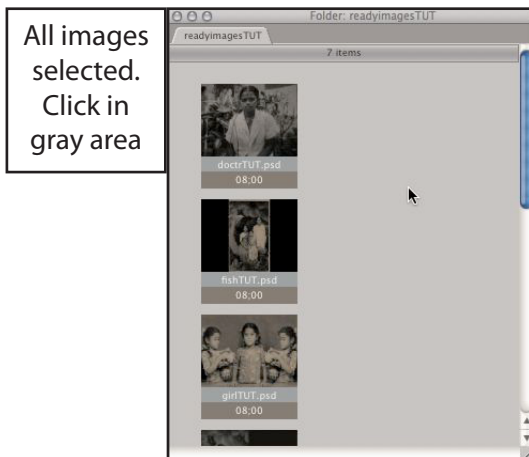 All images
selected.
Click in
gray area
Folder: readyimagesTUT
readyimagesTUT
7 items
doctrTUT.psd
08;00
fishTUT.psd
08;00
girlTUT.psd
08;00